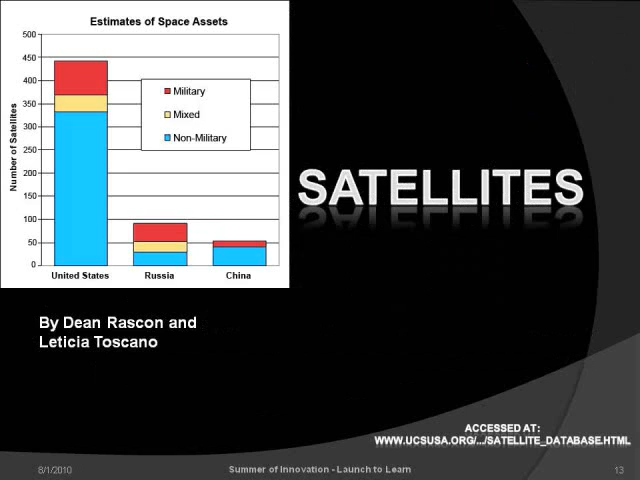 Estimates of Space Assets
500
450
400
350
300
250
200
150
100
50
0
Number of Satellites
Military
Mixed
Non-Military
United States Russia China
SATELLITES
By Dean Rascon and
Leticia Toscano
ACCESSED AT:
WWW.UCSUSA.ORG/.../SATELLITE_DATABASE.HTML
8/1/2010 Summer of Innovation - Launch to Learn 13